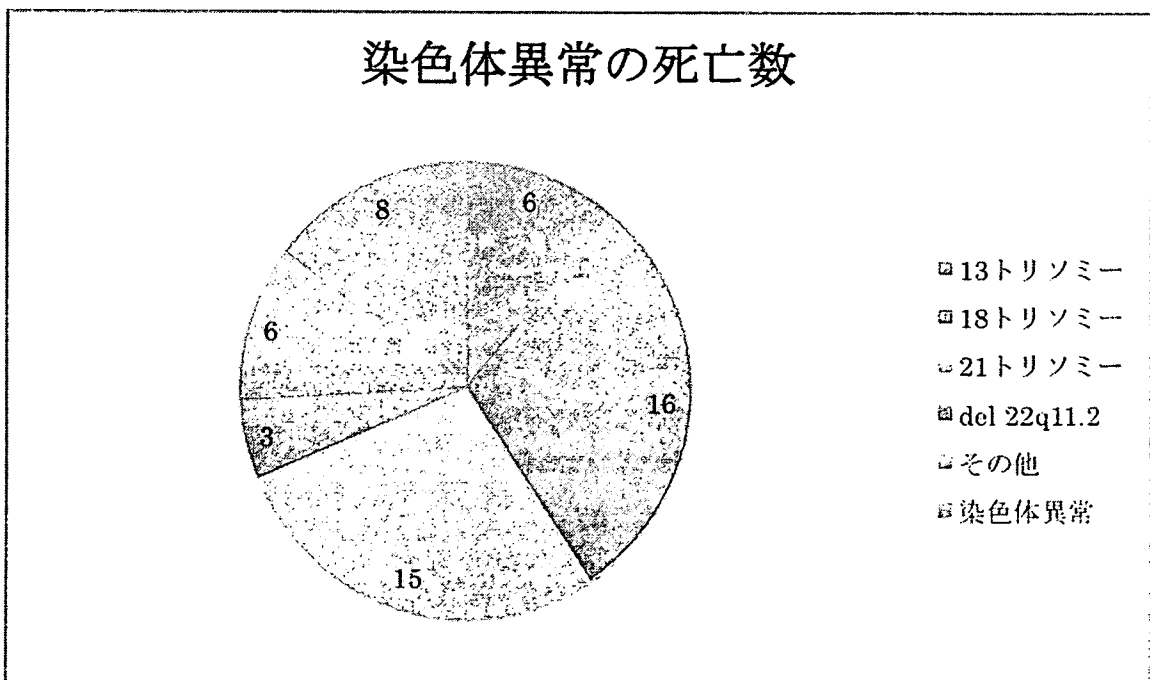 染色体異常の死亡数
8
6
6
16
3
15
13トリソミー
18トリソミー
21トリソミー
del 22q11.2
その他
染色体異常